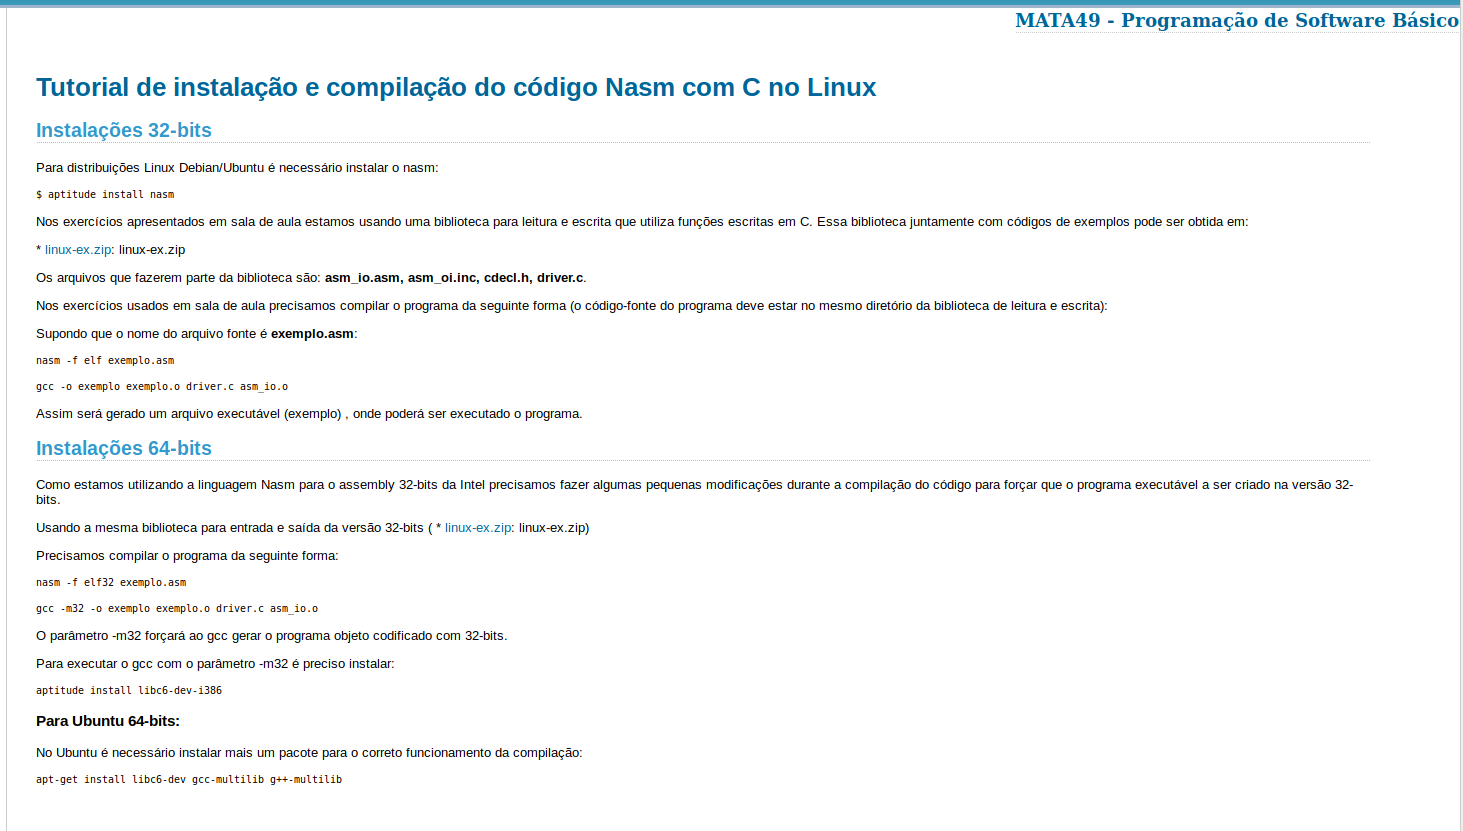 MATA49 - Programação de Software Básico
Tutorial de instalação e compilação do código Nasm com C no Linux
Instalações 32-bits
Para distribuições Linux Debian/Ubuntu é necessário instalar o nasm:
$ aptitude install nasm
Nos exercícios apresentados em sala de aula estamos usando uma biblioteca para leitura e escrita que utiliza funções escritas em C. Essa biblioteca juntamente com códigos de exemplos pode ser obtida em:
* linux-ex.zip: linux-ex.zip
Os arquivos que fazerem parte da biblioteca são: asm_io.asm, asm_oi.inc, cdecl.h, driver.c.
Nos exercícios usados em sala de aula precisamos compilar o programa da seguinte forma (o código-fonte do programa deve estar no mesmo diretório da biblioteca de leitura e escrita):
Supondo que o nome do arquivo fonte é exemplo.asm:
nasm -f elf exemplo.asm
gcc -o exemplo exemplo.o driver.c asm_io.o
Assim será gerado um arquivo executável (exemplo) , onde poderá ser executado o programa.
Instalações 64-bits
Como estamos utilizando a linguagem Nasm para o assembly 32-bits da Intel precisamos fazer algumas pequenas modificações durante a compilação do código para forçar que o programa executável a ser criado na versão 32-
bits.
Usando a mesma biblioteca para entrada e saída da versão 32-bits ( * linux-ex.zip: linux-ex.zip)
Precisamos compilar o programa da seguinte forma:
nasm -f elf32 exemplo.asm
gcc -m32 -o exemplo exemplo.o driver.c asm_io.o
O parâmetro -m32 forçará ao gcc gerar o programa objeto codificado com 32-bits.
Para executar o gcc com o parâmetro -m32 é preciso instalar:
aptitude install libc6-dev-i386
Para Ubuntu 64-bits:
No Ubuntu é necessário instalar mais um pacote para o correto funcionamento da compilação:
apt-get install libc6-dev gcc-multilib g++-multilib